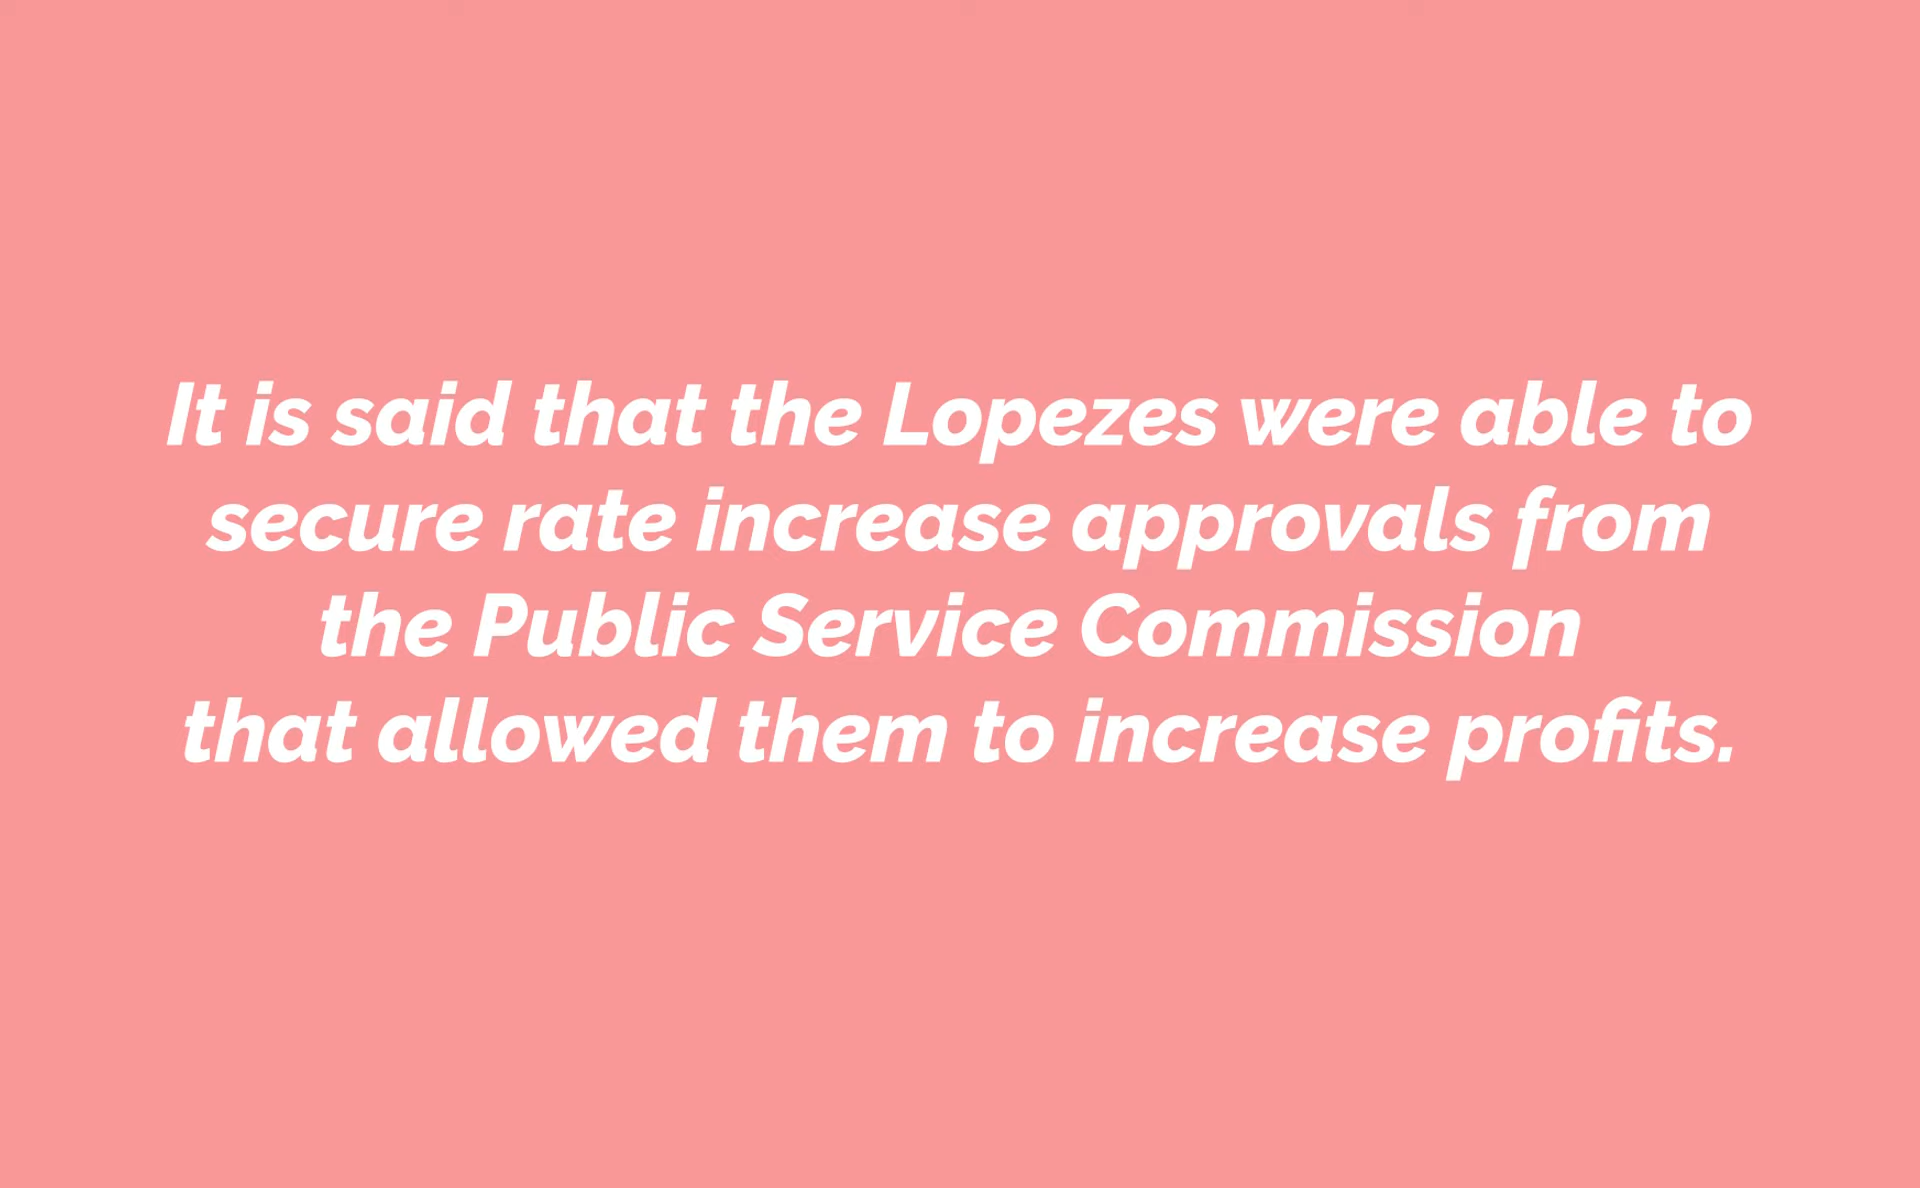 It is said that the Lopezes were able to
secure rate increase approvals from
the Public Service Commission
that allowed them to increase profits.